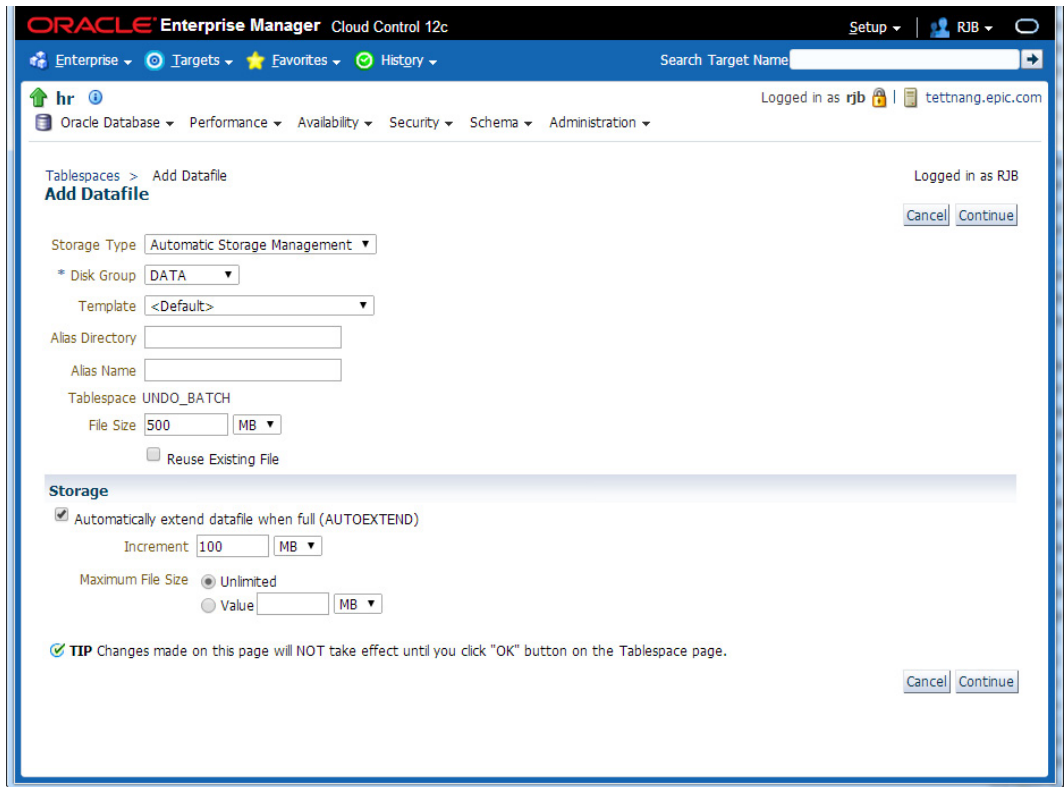 ORACLE Enterprise Manager Cloud Control 12c
Setup RJB
Enterprise Targets Favorites History Search Target Name
hr Logged in as rjb tettnang.epic.com
Oracle Database Performance Availability Security Schema Administration
Tablespaces > Add Datafile Logged in as RJB
Add Datafile
Cancel Continue
Storage Type Automatic Storage Management
* Disk Group DATA
Template <Default>
Alias Directory
Alias Name
Tablespace UNDO_BATCH
File Size 500 MB
Reuse Existing File
Storage
Automatically extend datafile when full (AUTOEXTEND)
Increment 100 MB
Maximum File Size Unlimited
Value MB
TIP Changes made on this page will NOT take effect until you click "OK" button on the Tablespace page.
Cancel Continue